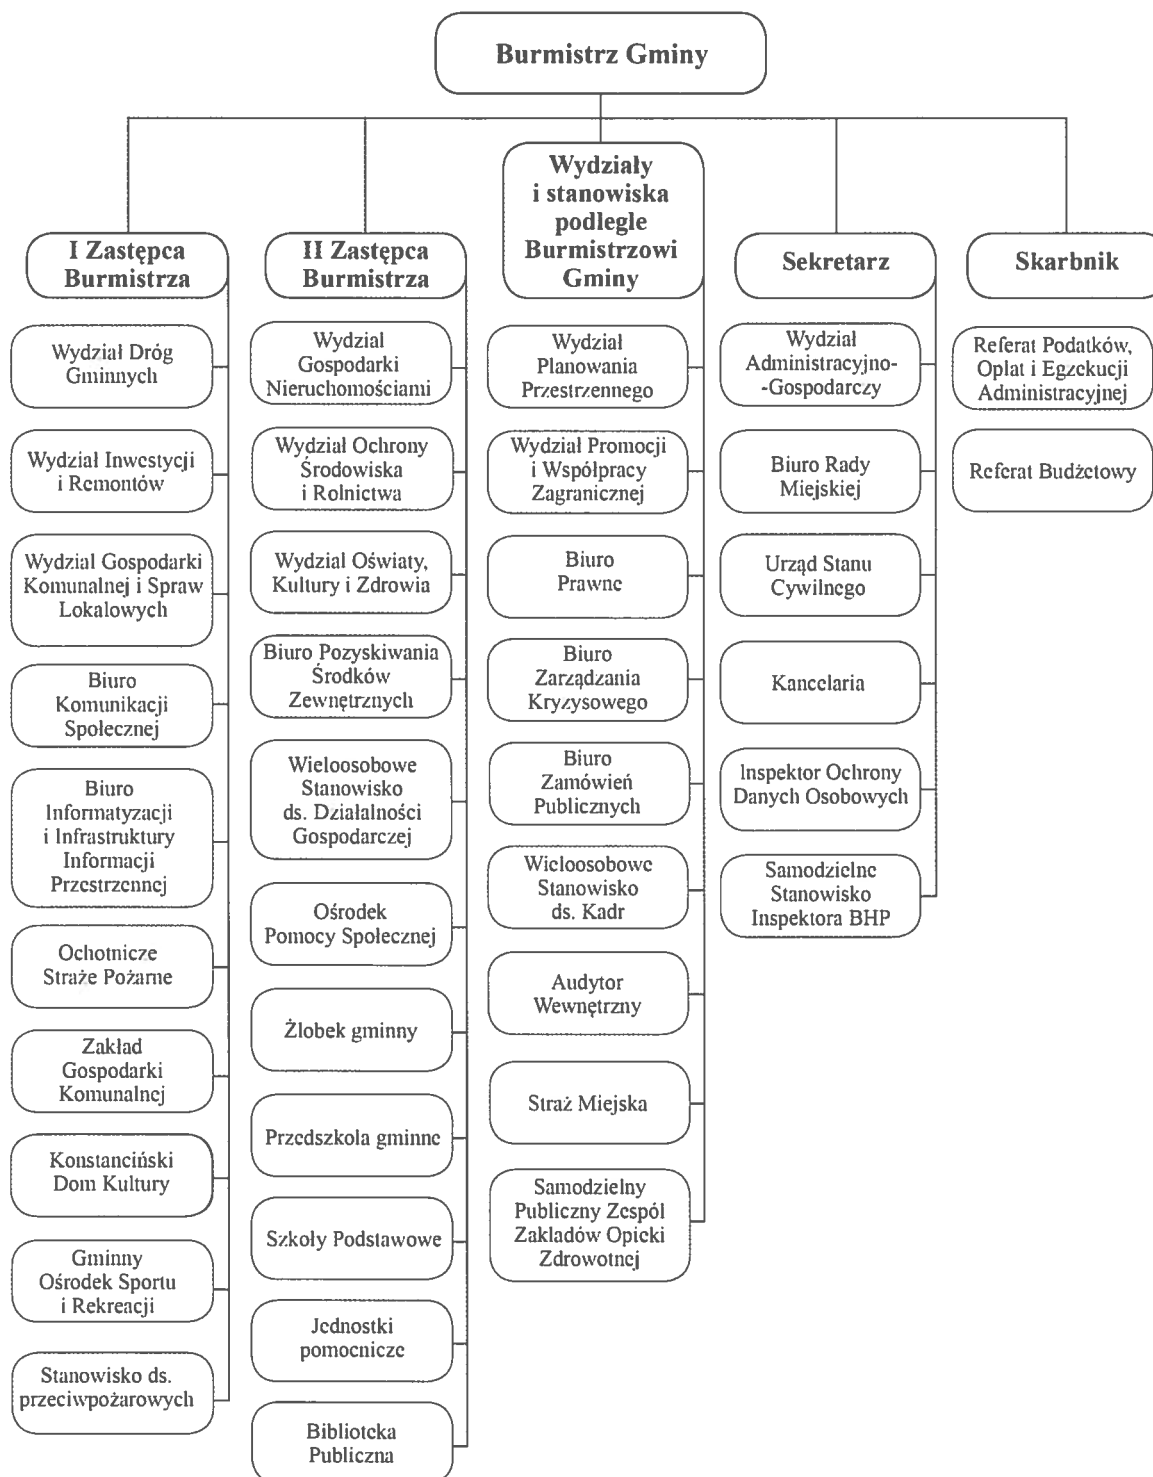 Burmistrz Gminy
I Zastępca
Burmistrza
Wydział Dróg
Gminnych
Wydział Inwestycji
i Remontów
Wydział Gospodarki
Komunalnej i Spraw
Lokalowych
Biuro
Komunikacji
Społecznej
Biuro
Informatyzacji
i Infrastruktury
Informacji
Przestrzennej
Ochotnicze
Straże Pożarne
Zakład
Gospodarki
Komunalnej
Konstanciński
Dom Kultury
Gminny
Ośrodek Sportu
i Rekreacji
Stanowisko ds.
przeciwpożarowych
II Zastępca
Burmistrza
Wydział
Gospodarki
Nieruchomościami
Wydział Ochrony
Środowiska
i Rolnictwa
Wydział Oświaty,
Kultury i Zdrowia
Biuro Pozyskiwania
Środków
Zewnętrznych
Wieloosobowe
Stanowisko
ds. Działalności
Gospodarczej
Ośrodek
Pomocy Społecznej
Żłobek gminny
Przedszkola gminne
Szkoły Podstawowe
Jednostki
pomocnicze
Biblioteka
Publiczna
Wydziały
i stanowiska
podległe
Burmistrzowi
Gminy
Wydział
Planowania
Przestrzennego
Wydział Promocji
i Współpracy
Zagranicznej
Biuro
Prawne
Biuro
Zarządzania
Kryzysowego
Biuro
Zamówień
Publicznych
Wieloosobowe
Stanowisko
ds. Kadr
Audytor
Wewnętrzny
Straż Miejska
Samodzielny
Publiczny Zespół
Zakładów Opieki
Zdrowotnej
Sekretarz
Wydział
Administracyjno-
-Gospodarczy
Biuro Rady
Miejskiej
Urząd Stanu
Cywilnego
Kancelaria
Inspektor Ochrony
Danych Osobowych
Samodzielne
Stanowisko
Inspektora BHP
Skarbnik
Referat Podatków,
Opłat i Egzekucji
Administracyjnej
Referat Budżetowy